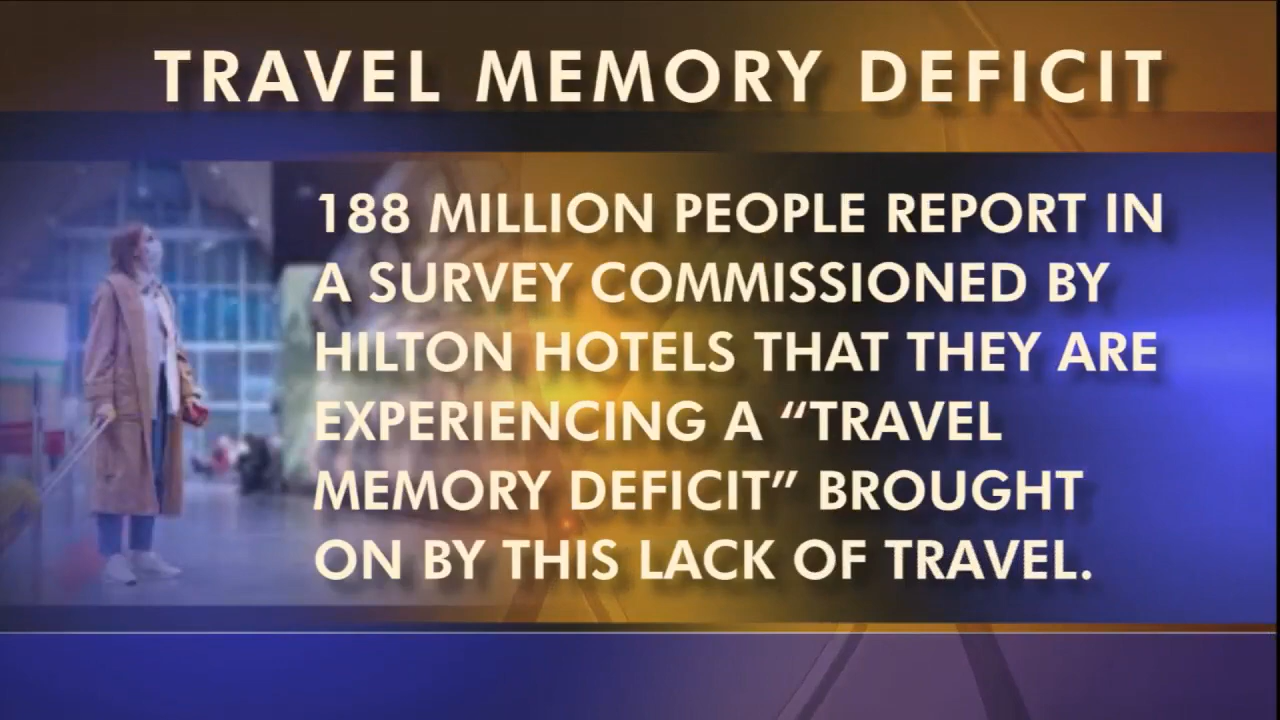 TRAVEL MEMORY DEFICIT
188 MILLION PEOPLE REPORT IN
A SURVEY COMMISSIONED BY
HILTON HOTELS THAT THEY ARE
EXPERIENCING A “TRAVEL
MEMORY DEFICIT” BROUGHT
ON BY THIS LACK OF TRAVEL.